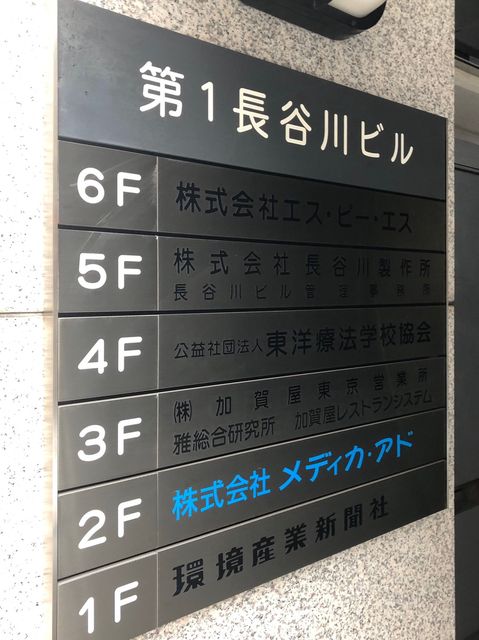 第1長谷川ビル
6F 株式会社エス・ビー・エス
5F 株式会社長谷川製作所
長谷川ビル管理事務所
4F 公益社団法人東洋療法学校協会
3F ㈱加賀屋東京営業所
雅総合研究所 加賀屋レストランシステム
2F 株式会社メディカ・アド
1F 環境産業新聞社